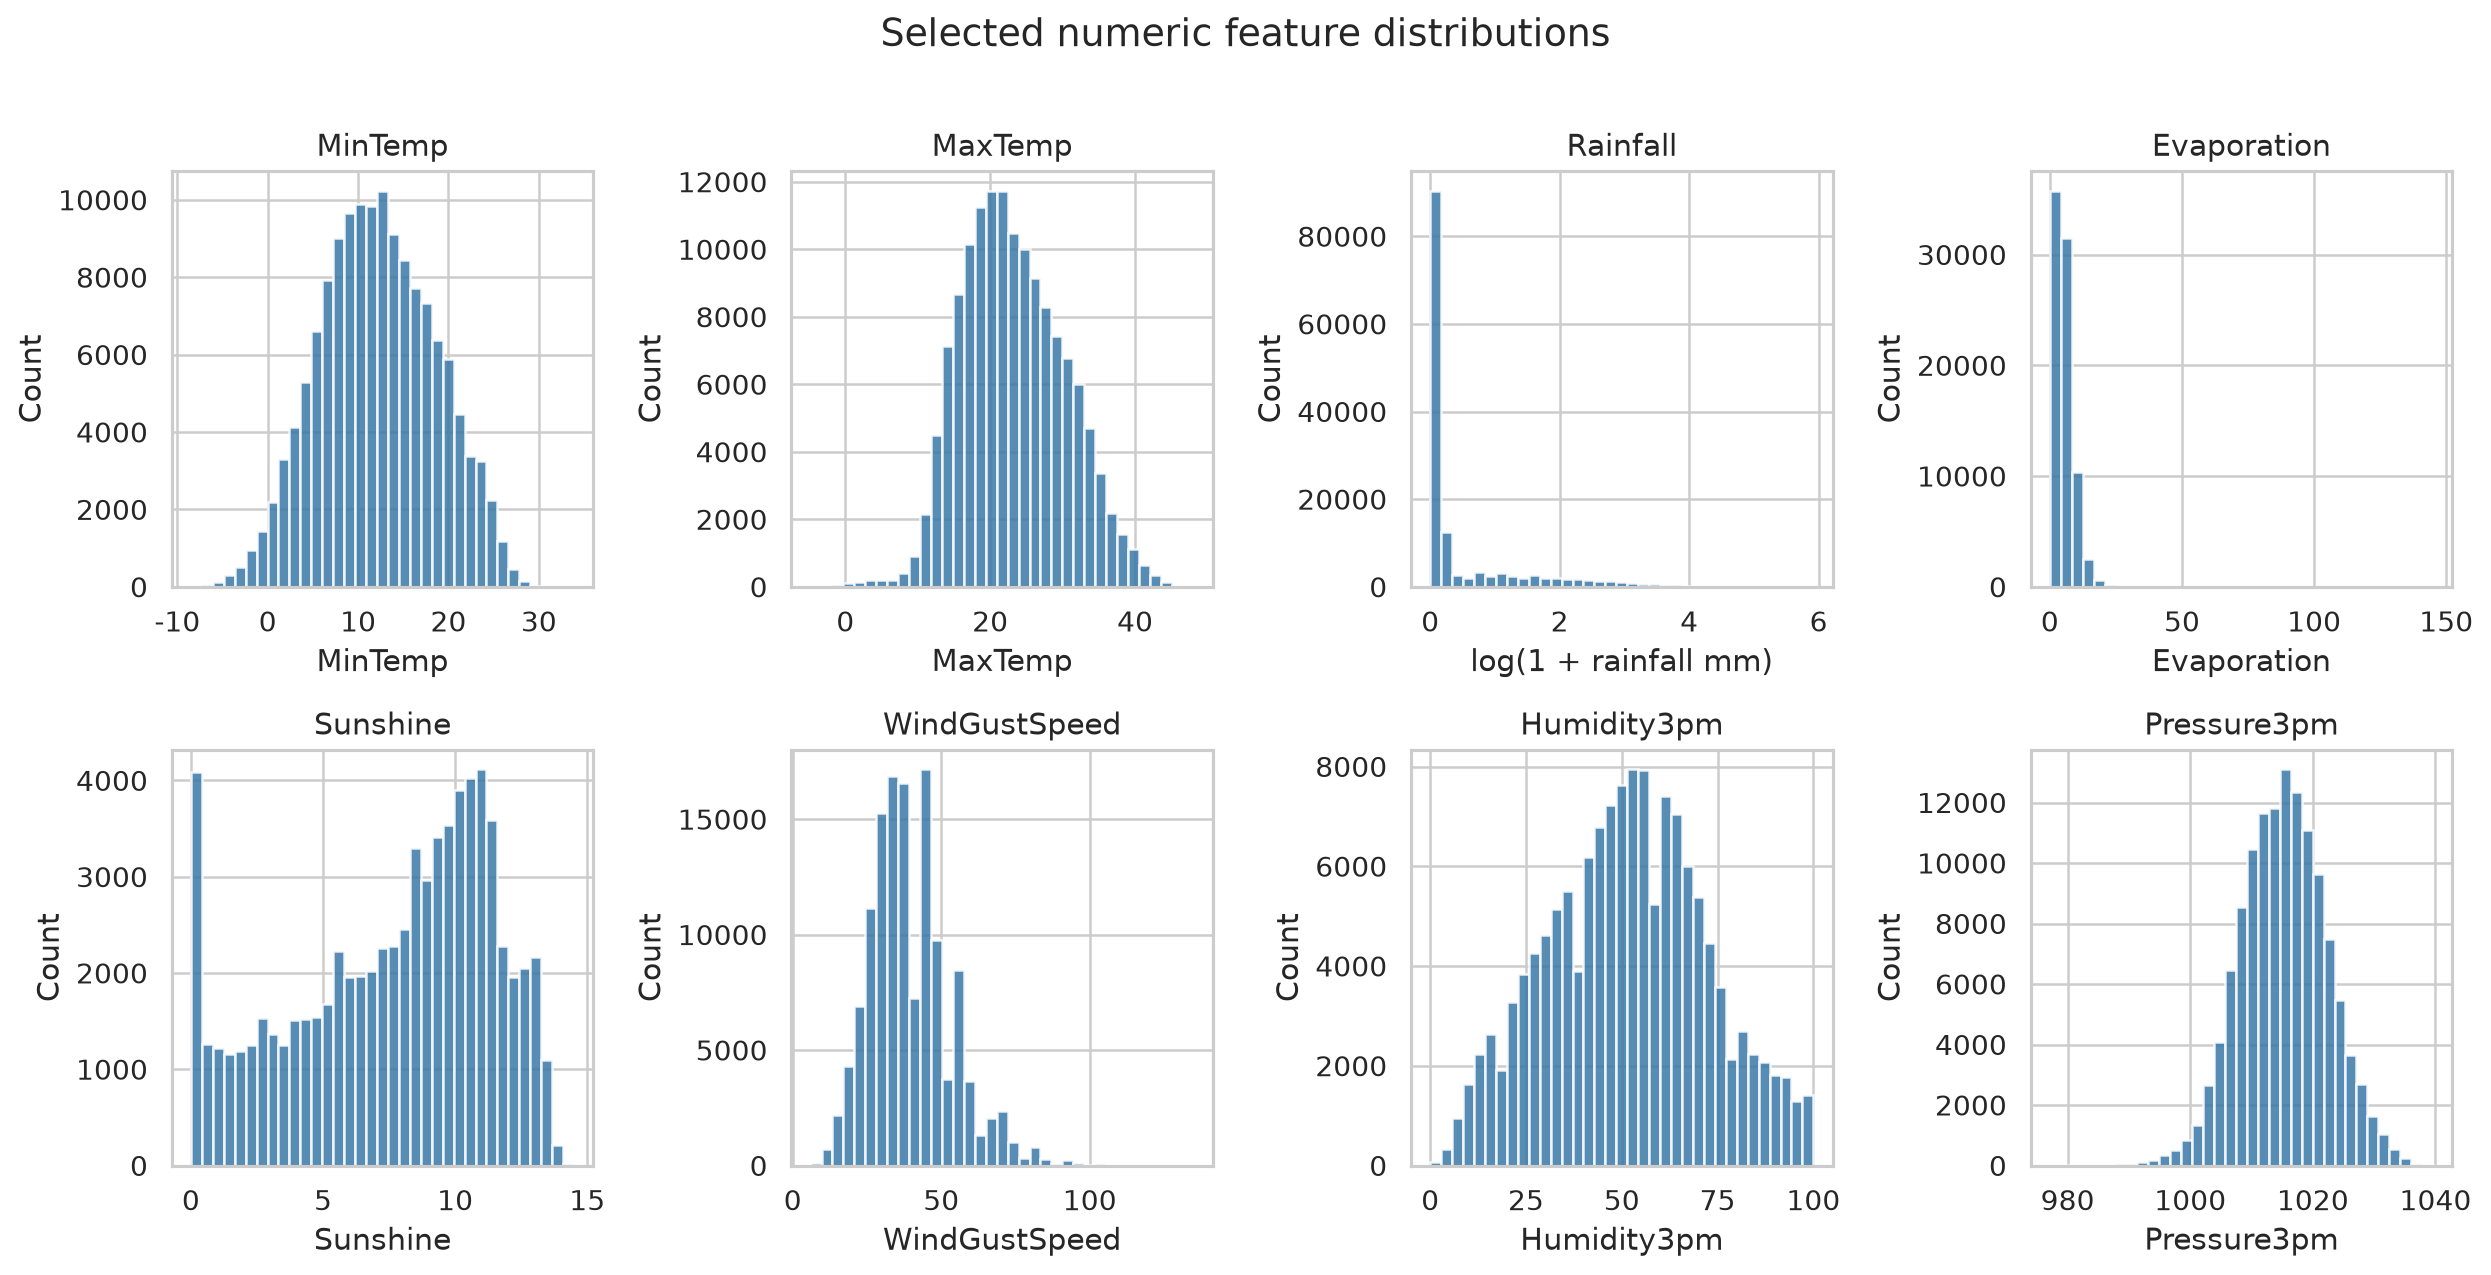 Selected numeric feature distributions
MinTemp
Count
10000
8000
6000
4000
2000
0
-10 0 10 20 30
MinTemp
MaxTemp
Count
12000
10000
8000
6000
4000
2000
0
0 20 40
MaxTemp
Rainfall
Count
80000
60000
40000
20000
0
0 2 4 6
log(1 + rainfall mm)
Evaporation
Count
30000
20000
10000
0
0 50 100 150
Evaporation
Sunshine
Count
4000
3000
2000
1000
0
0 5 10 15
Sunshine
WindGustSpeed
Count
15000
10000
5000
0
0 50 100
WindGustSpeed
Humidity3pm
Count
8000
6000
4000
2000
0
0 25 50 75 100
Humidity3pm
Pressure3pm
Count
12000
10000
8000
6000
4000
2000
0
980 1000 1020 1040
Pressure3pm